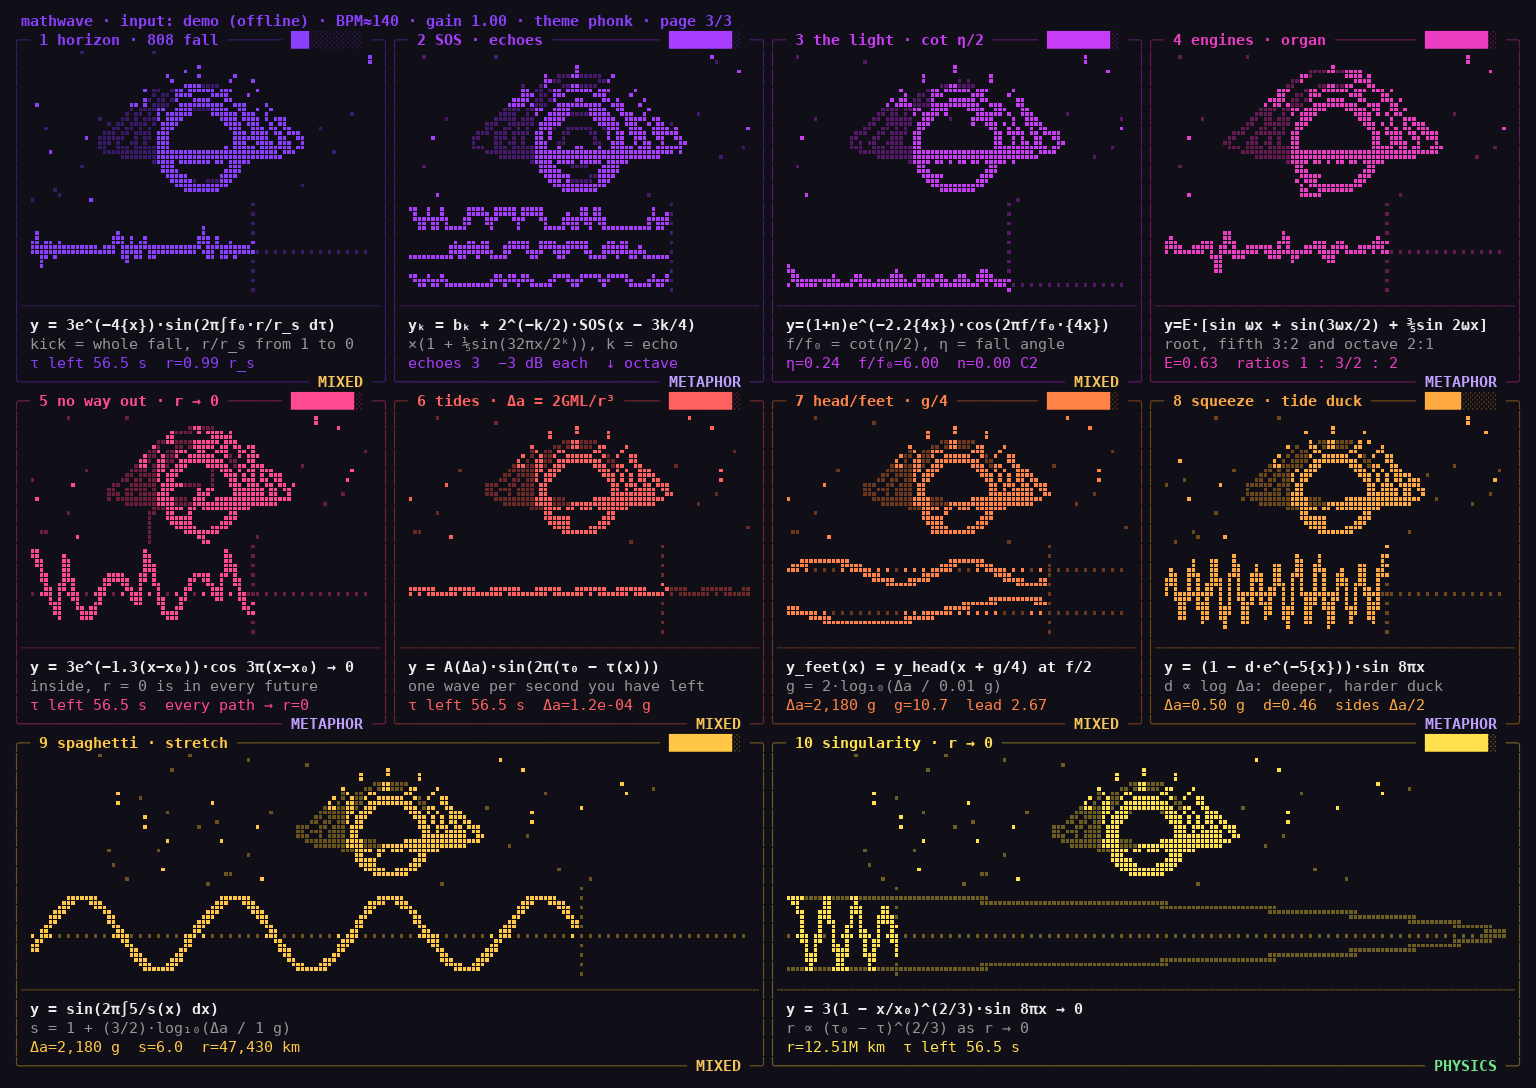 mathwave · input: demo (offline) · BPM≈140 · gain 1.00 · theme phonk · page 3/3
1 horizon · 808 fall
y = 3e^(−4{x})·sin(2π∫f₀·r/r_s dτ)
kick = whole fall, r/r_s from 1 to 0
τ left 56.5 s  r=0.99 r_s
MIXED
2 SOS · echoes
yₖ = bₖ + 2^(−k/2)·SOS(x − 3k/4)
×(1 + ⅕sin(32πx/2ᵏ)), k = echo
echoes 3  −3 dB each  ↓ octave
METAPHOR
3 the light · cot η/2
y=(1+n)e^(−2.2{4x})·cos(2πf/f₀·{4x})
f/f₀ = cot(η/2), η = fall angle
η=0.24  f/f₀=6.00  n=0.00 C2
MIXED
4 engines · organ
y=E·[sin ωx + sin(3ωx/2) + ⅗sin 2ωx]
root, fifth 3:2 and octave 2:1
E=0.63  ratios 1 : 3/2 : 2
METAPHOR
5 no way out · r → 0
y = 3e^(−1.3(x−x₀))·cos 3π(x−x₀) → 0
inside, r = 0 is in every future
τ left 56.5 s  every path → r=0
METAPHOR
6 tides · Δa = 2GML/r³
y = A(Δa)·sin(2π(τ₀ − τ(x)))
one wave per second you have left
τ left 56.5 s  Δa=1.2e-04 g
MIXED
7 head/feet · g/4
y_feet(x) = y_head(x + g/4) at f/2
g = 2·log₁₀(Δa / 0.01 g)
Δa=2,180 g  g=10.7  lead 2.67
MIXED
8 squeeze · tide duck
y = (1 − d·e^(−5{x}))·sin 8πx
d ∝ log Δa: deeper, harder duck
Δa=0.50 g  d=0.46  sides Δa/2
METAPHOR
9 spaghetti · stretch
y = sin(2π∫5/s(x) dx)
s = 1 + (3/2)·log₁₀(Δa / 1 g)
Δa=2,180 g  s=6.0  r=47,430 km
MIXED
10 singularity · r → 0
y = 3(1 − x/x₀)^(2/3)·sin 8πx → 0
r ∝ (τ₀ − τ)^(2/3) as r → 0
r=12.51M km  τ left 56.5 s
PHYSICS